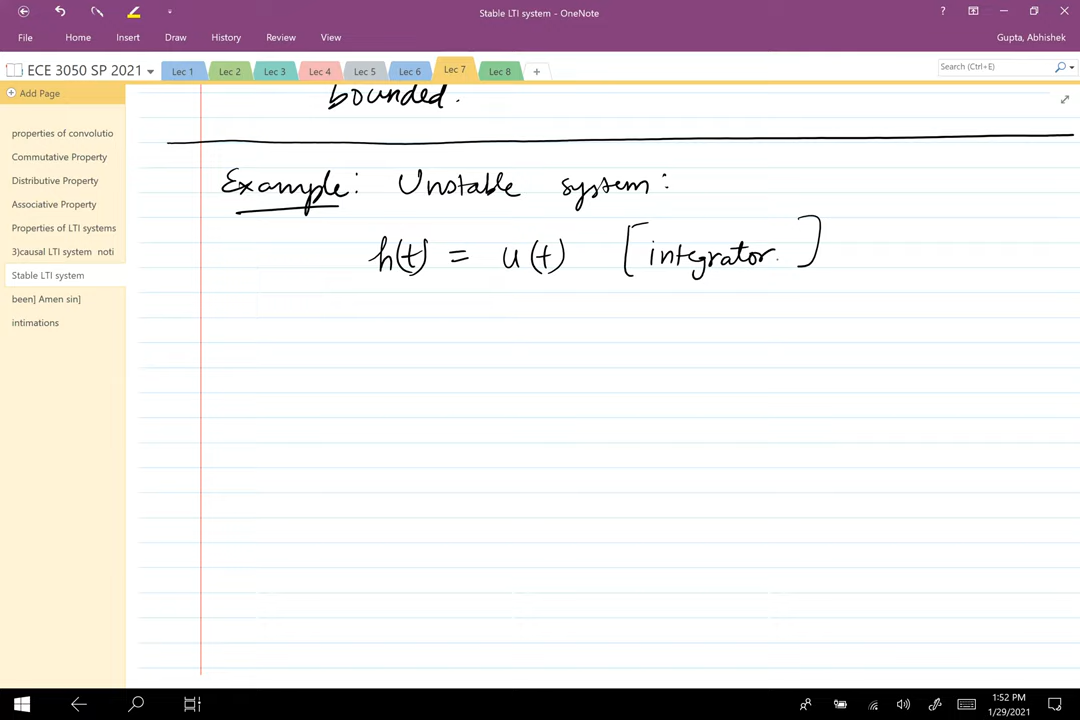 Stable LTI system - OneNote
?
File Home Insert Draw History Review View
Gupta, Abhishek
ECE 3050 SP 2021
Lec 1 Lec 2 Lec 3 Lec 4 Lec 5 Lec 6 Lec 7 Lec 8 +
Search (Ctrl+E)
Add Page
properties of convolutio
Commutative Property
Distributive Property
Associative Property
Properties of LTI systems
3)causal LTI system noti
Stable LTI system
been] Amen sin]
intimations
bounded.
Example: Unstable system:
h(t) = u(t) [integrator.]
1:52 PM
1/29/2021